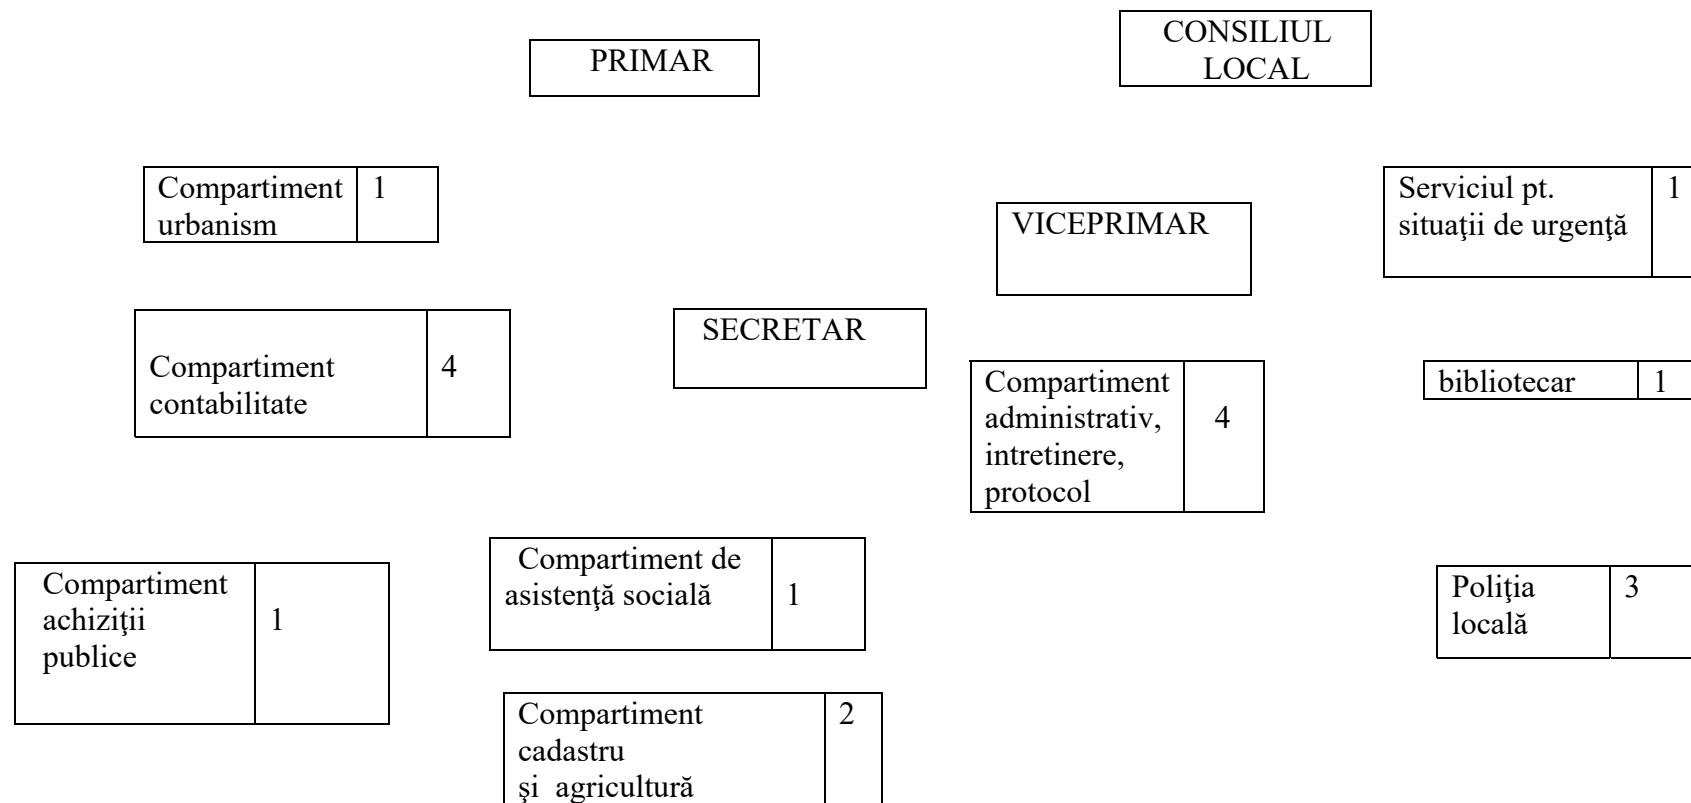 PRIMAR
CONSILIUL
LOCAL
Compartiment 1
urbanism
VICEPRIMAR
Serviciul pt. 1
situaţii de urgenţă
SECRETAR
Compartiment 4
contabilitate
Compartiment
administrativ, 4
intretinere,
protocol
bibliotecar 1
Compartiment
achiziţii 1
publice
Compartiment de
asistenţă socială 1
Poliţia 3
locală
Compartiment 2
cadastru
şi agricultură